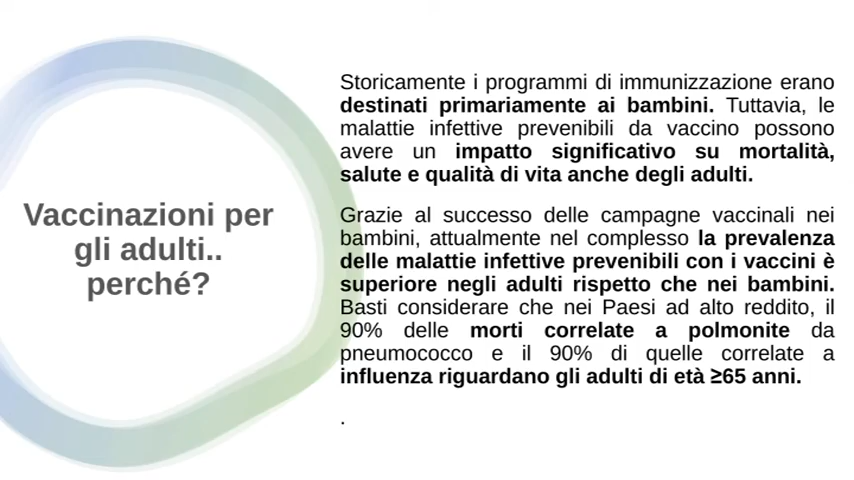 Vaccinazioni per
gli adulti..
perché?
Storicamente i programmi di immunizzazione erano
destinati primariamente ai bambini. Tuttavia, le
malattie infettive prevenibili da vaccino possono
avere un impatto significativo su mortalità,
salute e qualità di vita anche degli adulti.
Grazie al successo delle campagne vaccinali nei
bambini, attualmente nel complesso la prevalenza
delle malattie infettive prevenibili con i vaccini è
superiore negli adulti rispetto che nei bambini.
Basti considerare che nei Paesi ad alto reddito, il
90% delle morti correlate a polmonite da
pneumococco e il 90% di quelle correlate a
influenza riguardano gli adulti di età ≥65 anni.
.